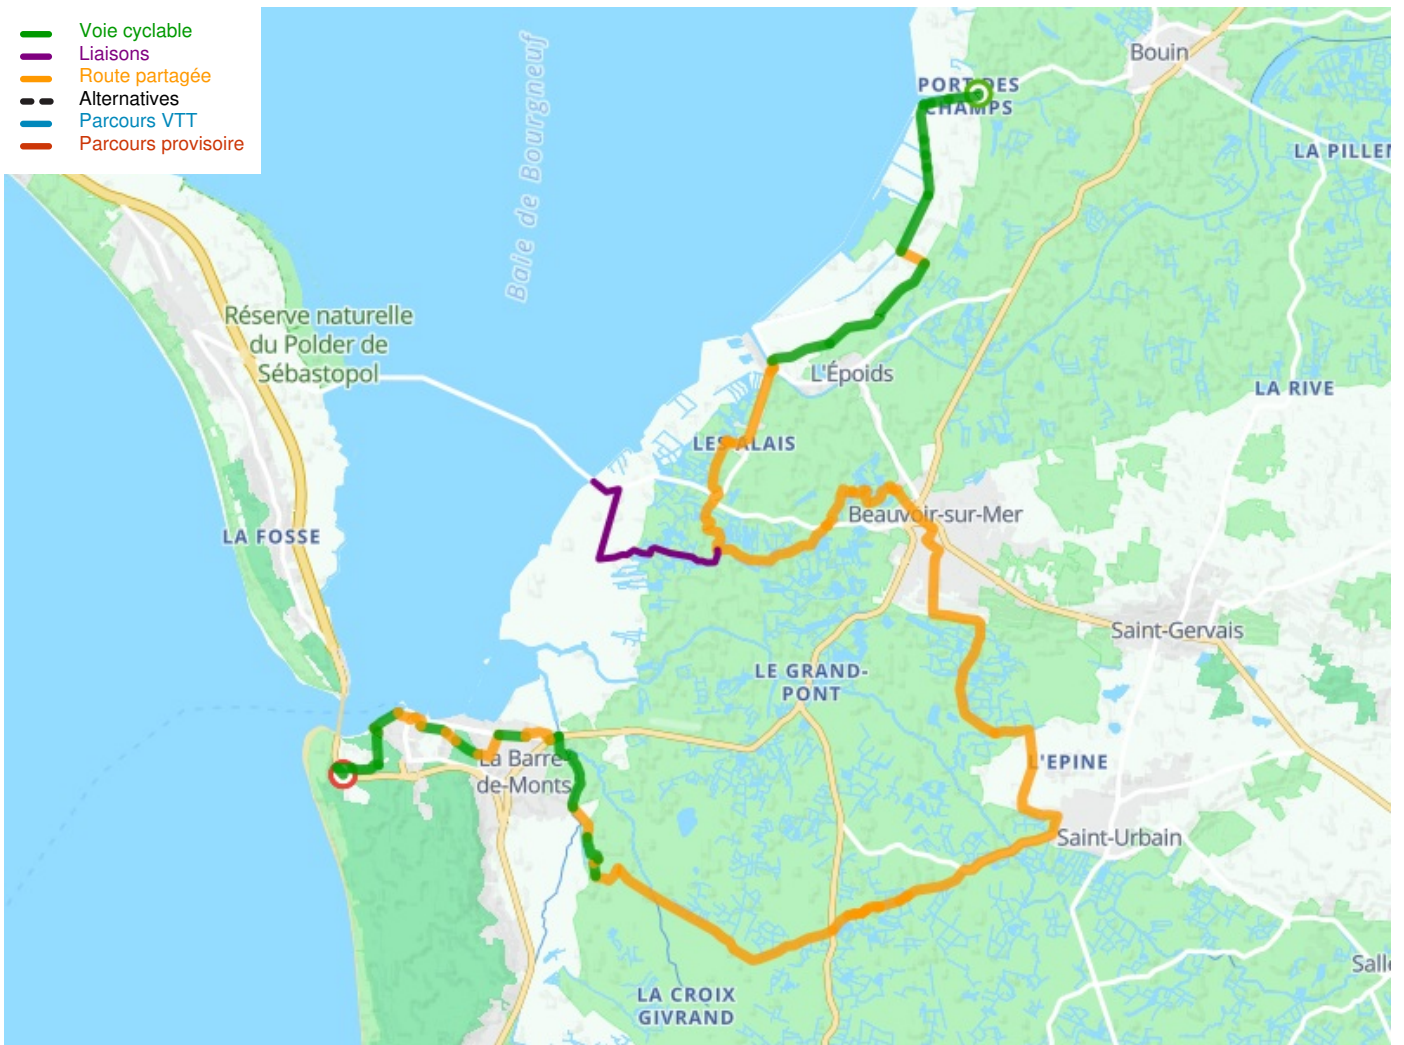 Voie cyclable
Liaisons
Route partagée
Alternatives
Parcours VTT
Parcours provisoire
Baie de Bourgneuf
Bouin
PORT DES
CHAMPS
LA PILLE
Réserve naturelle
du Polder de
Sébastopol
L'Époids
LA RIVE
LES ALAIS
LA FOSSE
Beauvoir-sur-Mer
Saint-Gervais
LE GRAND-
PONT
La Barre-
de-Monts
L'EPINE
Saint-Urbain
LA CROIX
GIVRAND
Salle